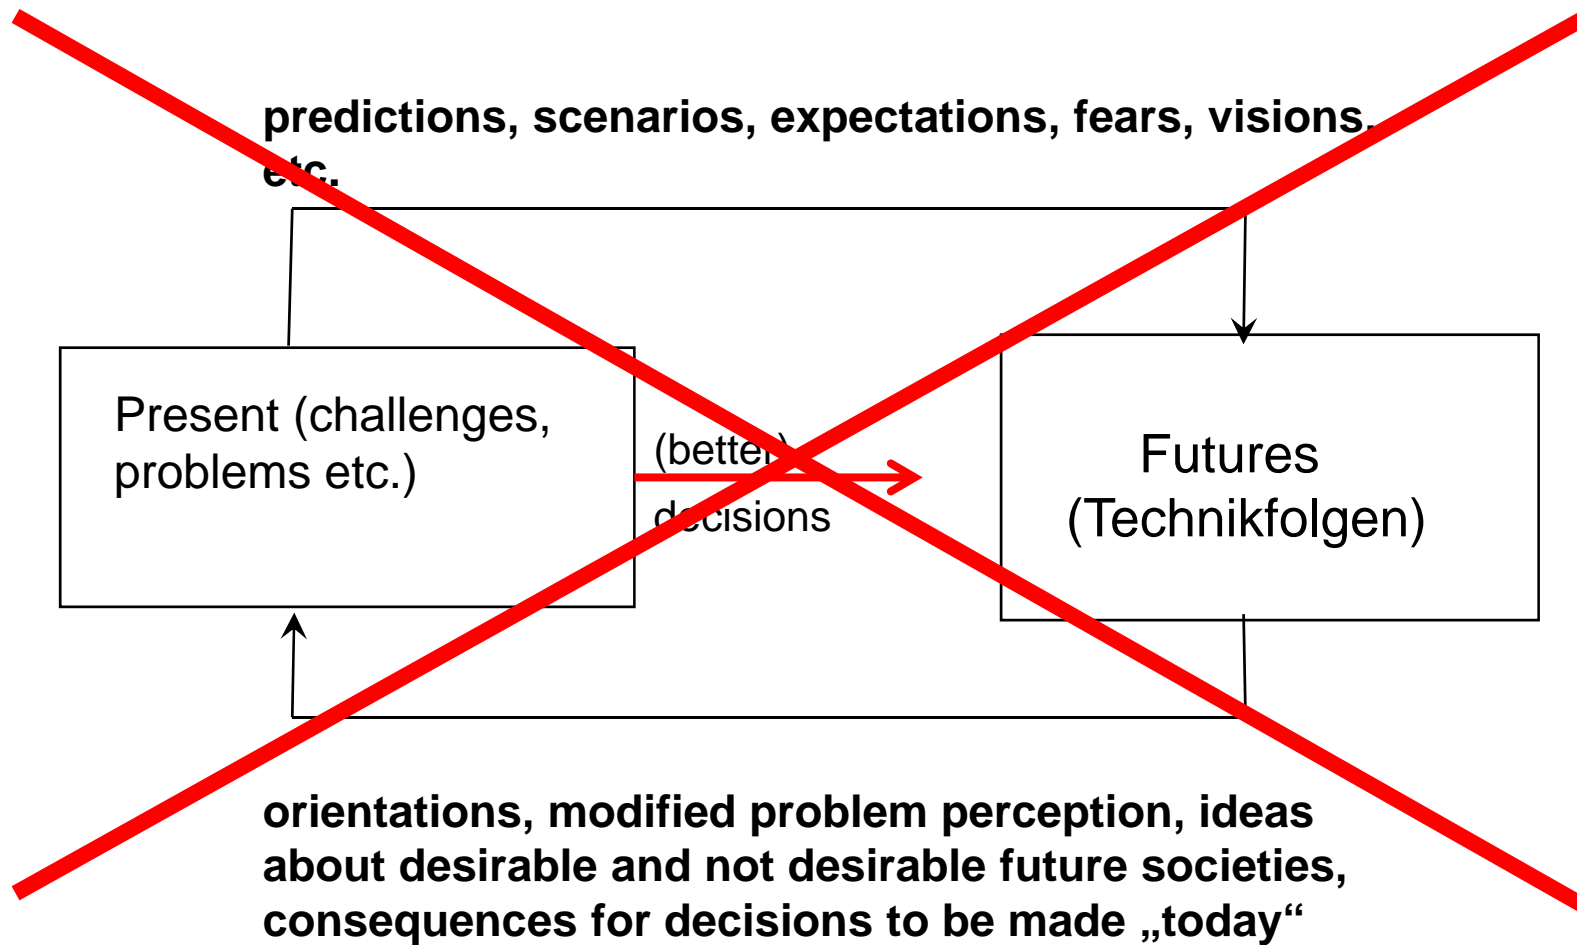 predictions, scenarios, expectations, fears, visions,
etc.
Present (challenges,
problems etc.)
(better)
decisions
Futures
(Technikfolgen)
orientations, modified problem perception, ideas
about desirable and not desirable future societies,
consequences for decisions to be made „today“